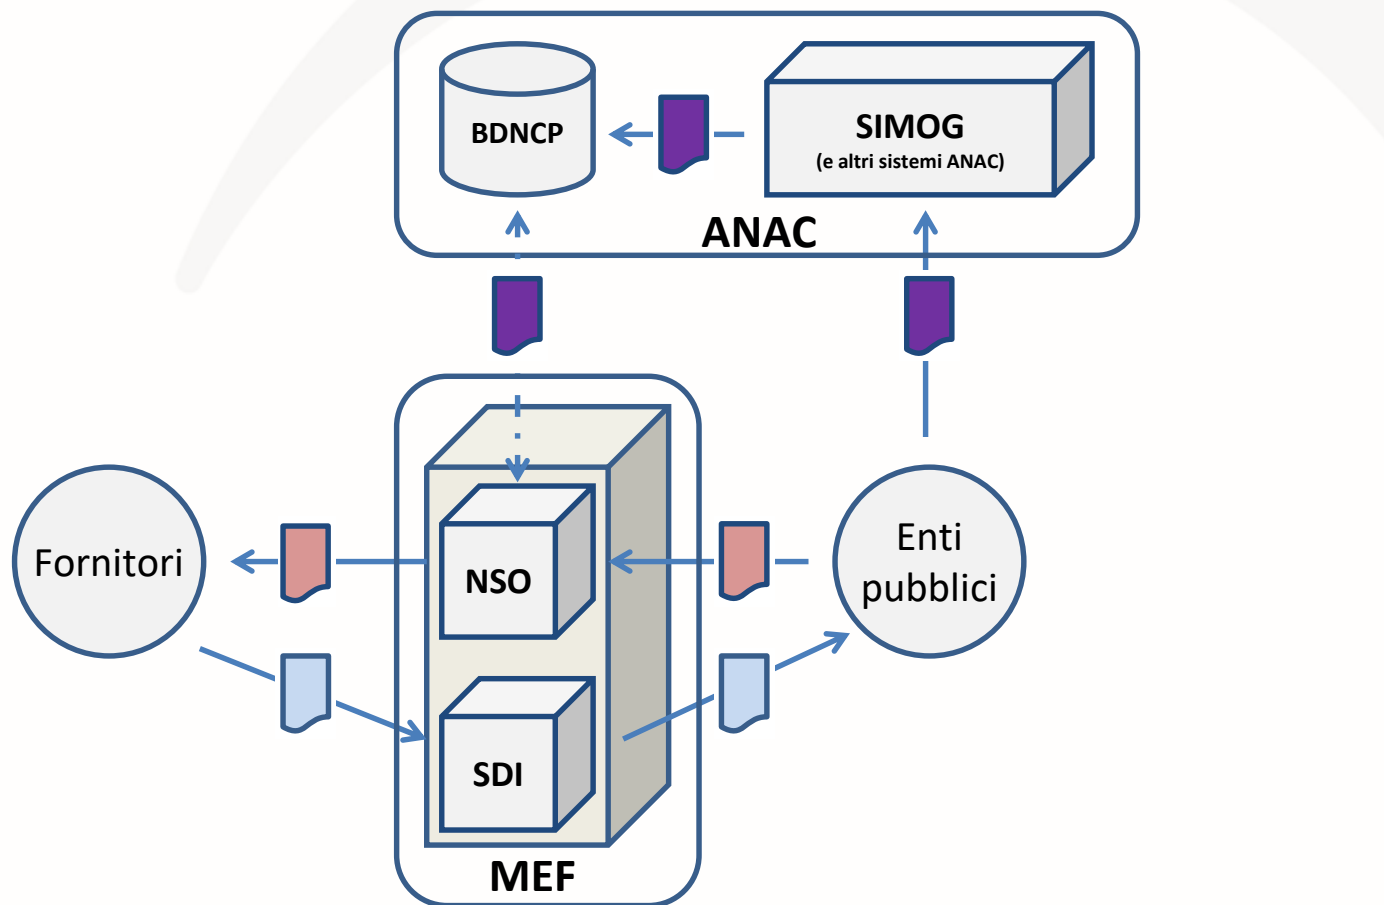 BDNCP
SIMOG
(e altri sistemi ANAC)
ANAC
Fornitori
NSO
Enti
pubblici
SDI
MEF